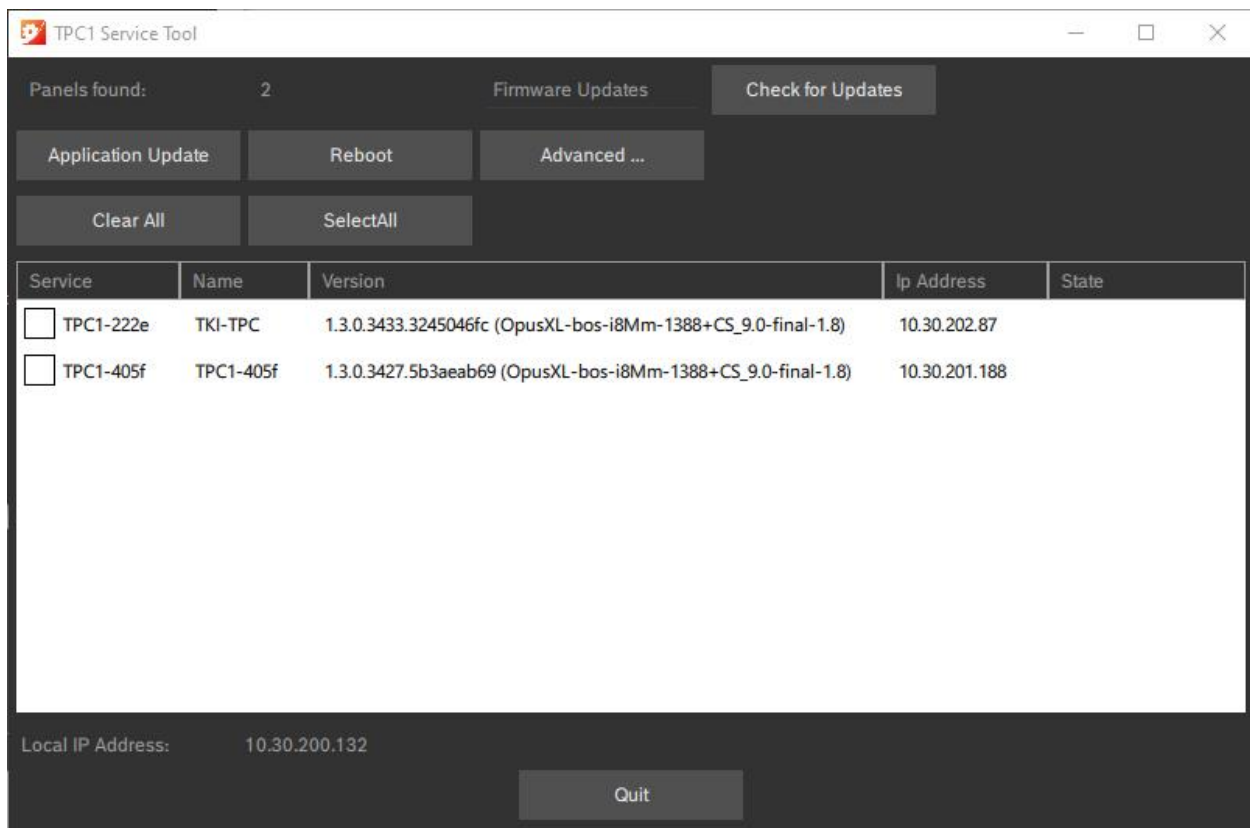 TPC1 Service Tool
Panels found: 2 Firmware Updates Check for Updates
Application Update Reboot Advanced ...
Clear All SelectAll
Service Name Version Ip Address State
TPC1-222e TKI-TPC 1.3.0.3433.3245046fc (OpusXL-bos-i8Mm-1388+CS_9.0-final-1.8) 10.30.202.87
TPC1-405f TPC1-405f 1.3.0.3427.5b3aeab69 (OpusXL-bos-i8Mm-1388+CS_9.0-final-1.8) 10.30.201.188
Local IP Address: 10.30.200.132
Quit